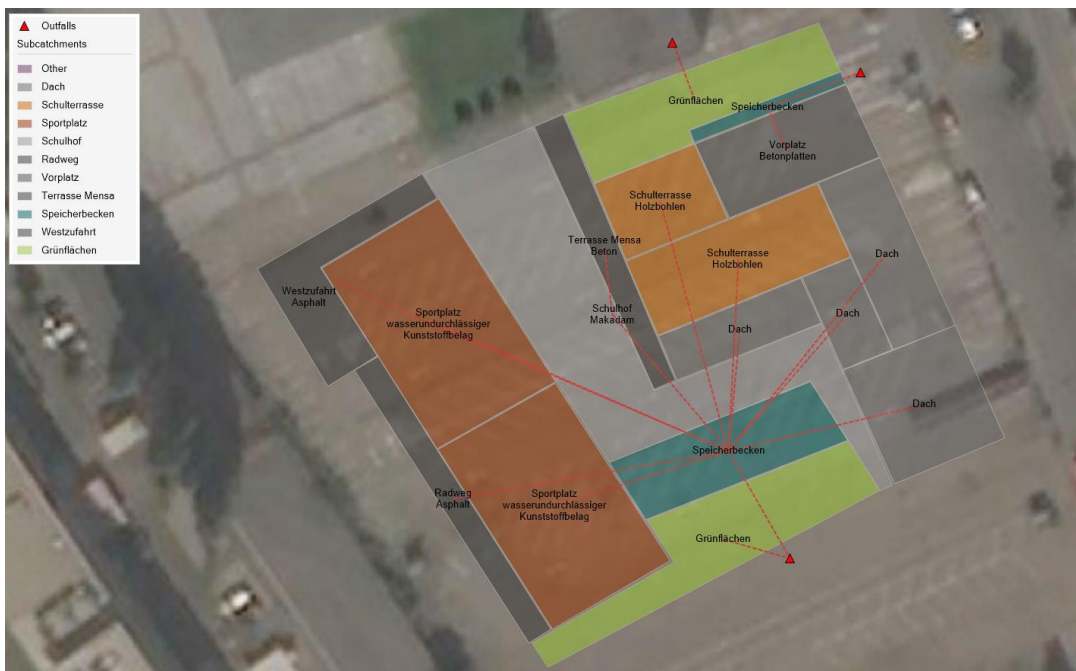 Outfalls
Subcatchments
Other
Dach
Schulterrasse
Sportplatz
Schulhof
Radweg
Vorplatz
Terrasse Mensa
Speicherbecken
Westzufahrt
Grünflächen
Grünflächen
Speicherbecken
Vorplatz
Betonplatten
Schulterrasse
Holzbohlen
Terrasse Mensa
Beton
Schulterrasse
Holzbohlen
Dach
Westzufahrt
Asphalt
Sportplatz
wasserundurchlässiger
Kunststoffbelag
Schulhof
Makadam
Dach
Dach
Dach
Speicherbecken
Radweg
Asphalt
Sportplatz
wasserundurchlässiger
Kunststoffbelag
Grünflächen